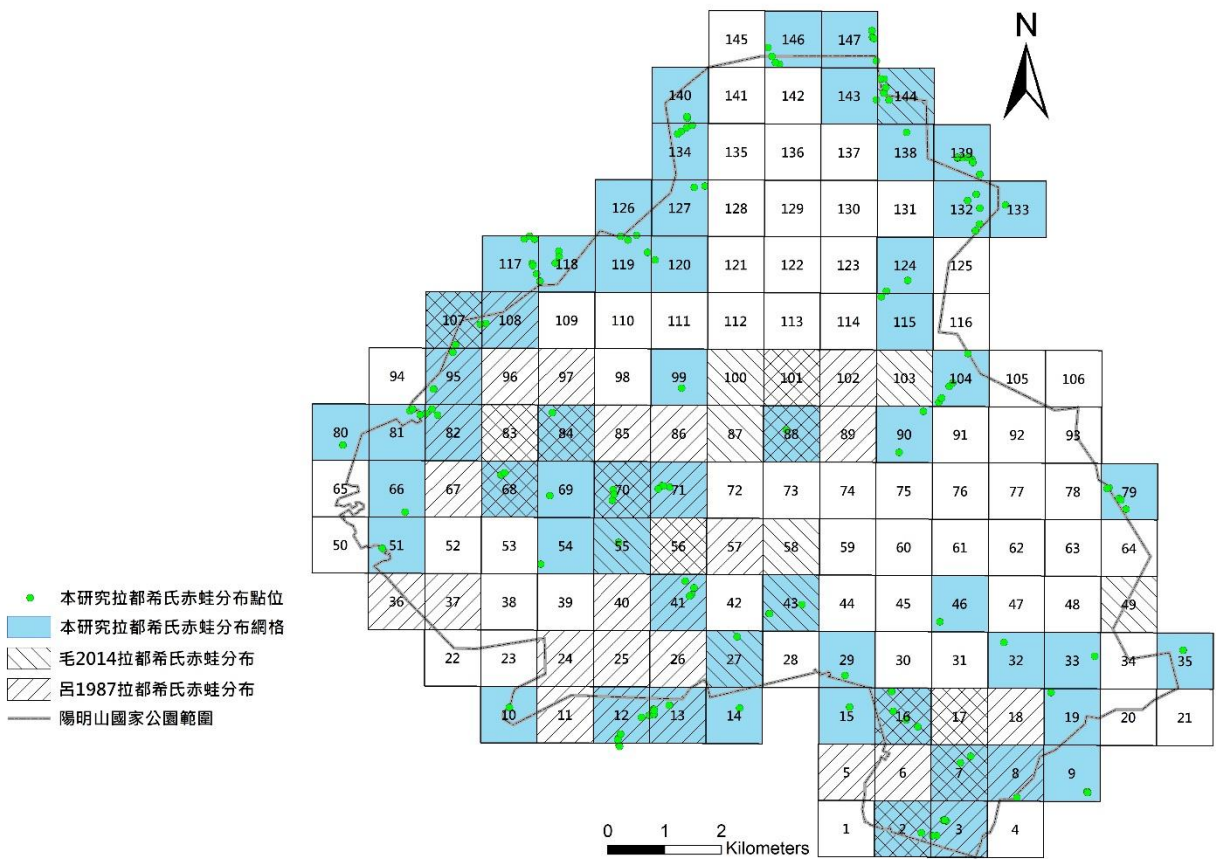 N
145 146 147
140 141 142 143 144
134 135 136 137 138 139
126 127 128 129 130 131 132 133
117 118 119 120 121 122 123 124 125
107 108 109 110 111 112 113 114 115 116
94 95 96 97 98 99 100 101 102 103 104 105 106
80 81 82 83 84 85 86 87 88 89 90 91 92 93
65 66 67 68 69 70 71 72 73 74 75 76 77 78 79
50 51 52 53 54 55 56 57 58 59 60 61 62 63 64
36 37 38 39 40 41 42 43 44 45 46 47 48 49
22 23 24 25 26 27 28 29 30 31 32 33 34 35
10 11 12 13 14 15 16 17 18 19 20 21
5 6 7 8 9
1 2 3 4
本研究拉都希氏赤蛙分布點位
本研究拉都希氏赤蛙分布網格
毛2014拉都希氏赤蛙分布
呂1987拉都希氏赤蛙分布
陽明山國家公園範圍
0 1 2
Kilometers